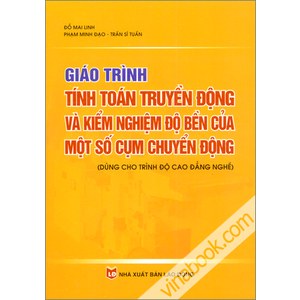 ĐỖ MAI LINH
PHẠM MINH ĐẠO - TRẦN SĨ TUẤN
GIÁO TRÌNH
TÍNH TOÁN TRUYỀN ĐỘNG
VÀ KIỂM NGHIỆM ĐỘ BỀN CỦA
MỘT SỐ CỤM CHUYỂN ĐỘNG
(DÙNG CHO TRÌNH ĐỘ CAO ĐẲNG NGHỀ)
NHÀ XUẤT BẢN LAO ĐỘNG
vinabook.com